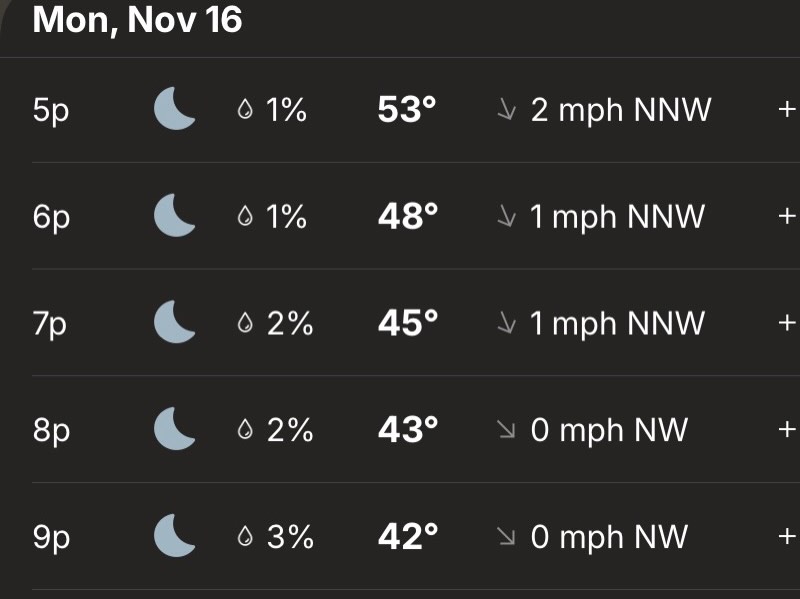 Mon, Nov 16
5p 1% 53° 2 mph NNW +
6p 1% 48° 1 mph NNW +
7p 2% 45° 1 mph NNW +
8p 2% 43° 0 mph NW +
9p 3% 42° 0 mph NW +